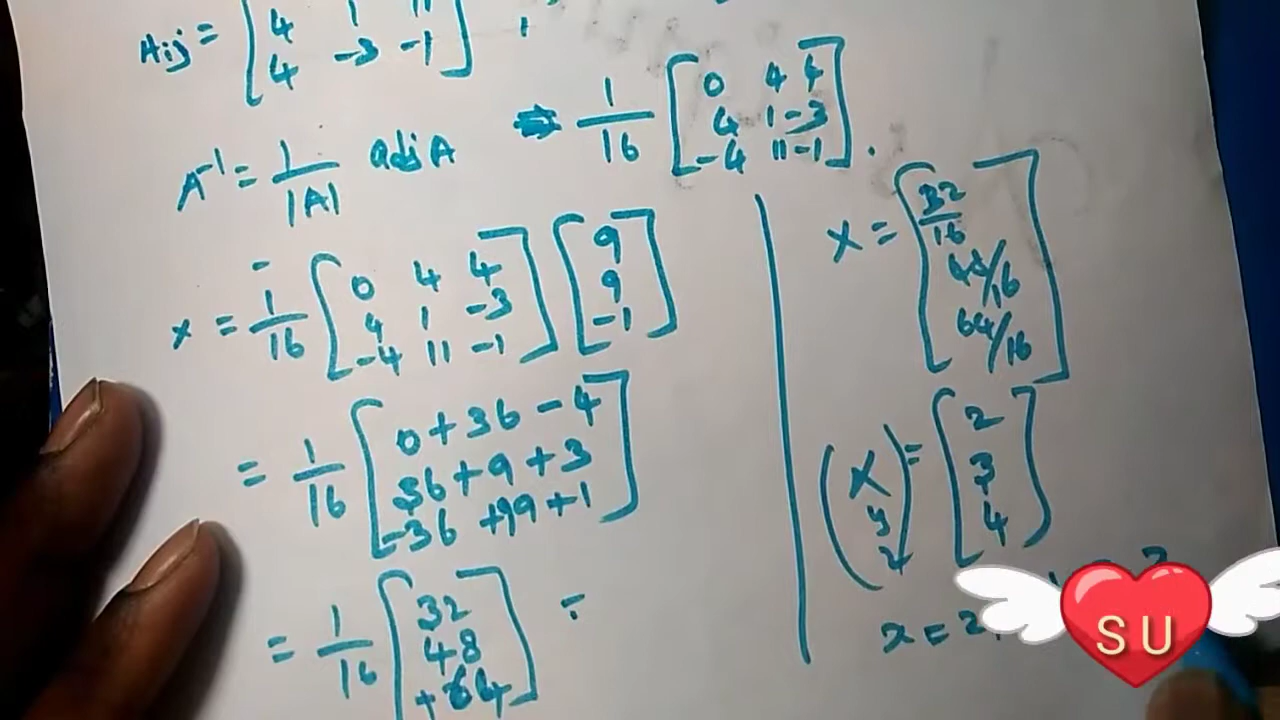 Aij = [ 4 1 11
4 -3 -1 ]
A⁻¹ = 1/|A| adj A ⇒ 1/16 [ 0 4 4
4 1 -3
-4 11 -1 ].
x = 1/16 [ 0 4 4
4 1 -3
-4 11 -1 ] [ 9
9
-1 ]
= 1/16 [ 0 + 36 - 4
36 + 9 + 3
-36 + 99 + 1 ]
= 1/16 [ 32
48
+ 64 ] =
x = [ 32/16
48/16
64/16 ]
( x
y
z ) = [ 2
3
4 ]
x = 2,
SU